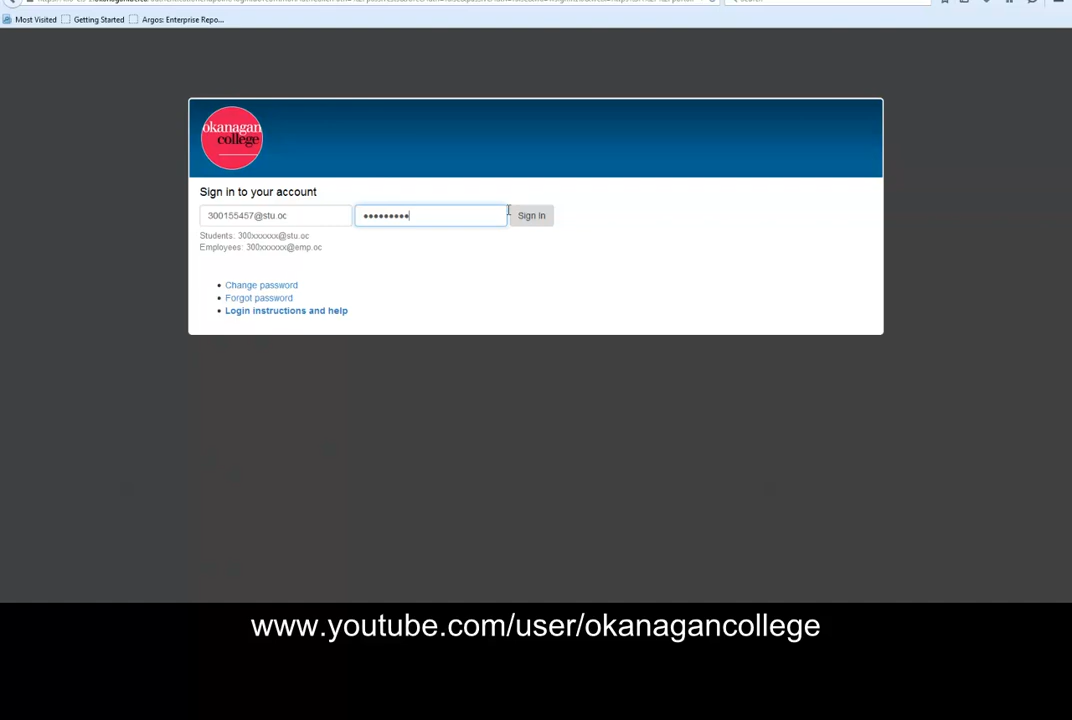 Most Visited Getting Started Argos: Enterprise Repo...
okanagan
college
Sign in to your account
300155457@stu.oc ●●●●●●●●● Sign In
Students: 300xxxxxx@stu.oc
Employees: 300xxxxxx@emp.oc
Change password
Forgot password
Login instructions and help
www.youtube.com/user/okanagancollege